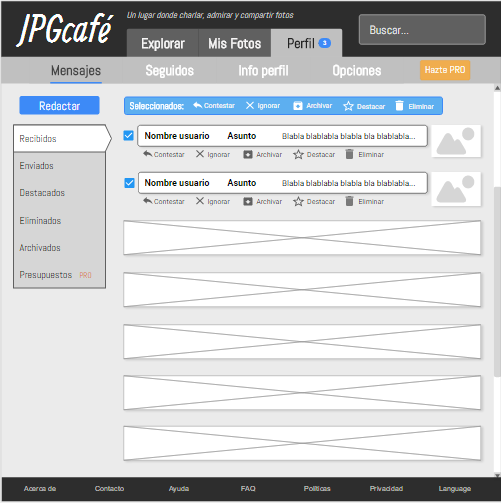 JPGcafé
Un lugar donde charlar, admirar y compartir fotos
Explorar
Mis Fotos
Perfil 3
Buscar...
Mensajes
Seguidos
Info perfil
Opciones
Hazte PRO
Redactar
Recibidos
Enviados
Destacados
Eliminados
Archivados
Presupuestos PRO
Seleccionados: Contestar Ignorar Archivar Destacar Eliminar
Nombre usuario Asunto Blabla blablabla blabla bla blablabla...
Contestar Ignorar Archivar Destacar Eliminar
Nombre usuario Asunto Blabla blablabla blabla bla blablabla...
Contestar Ignorar Archivar Destacar Eliminar
Acerca de Contacto Ayuda FAQ Políticas Privacidad Language